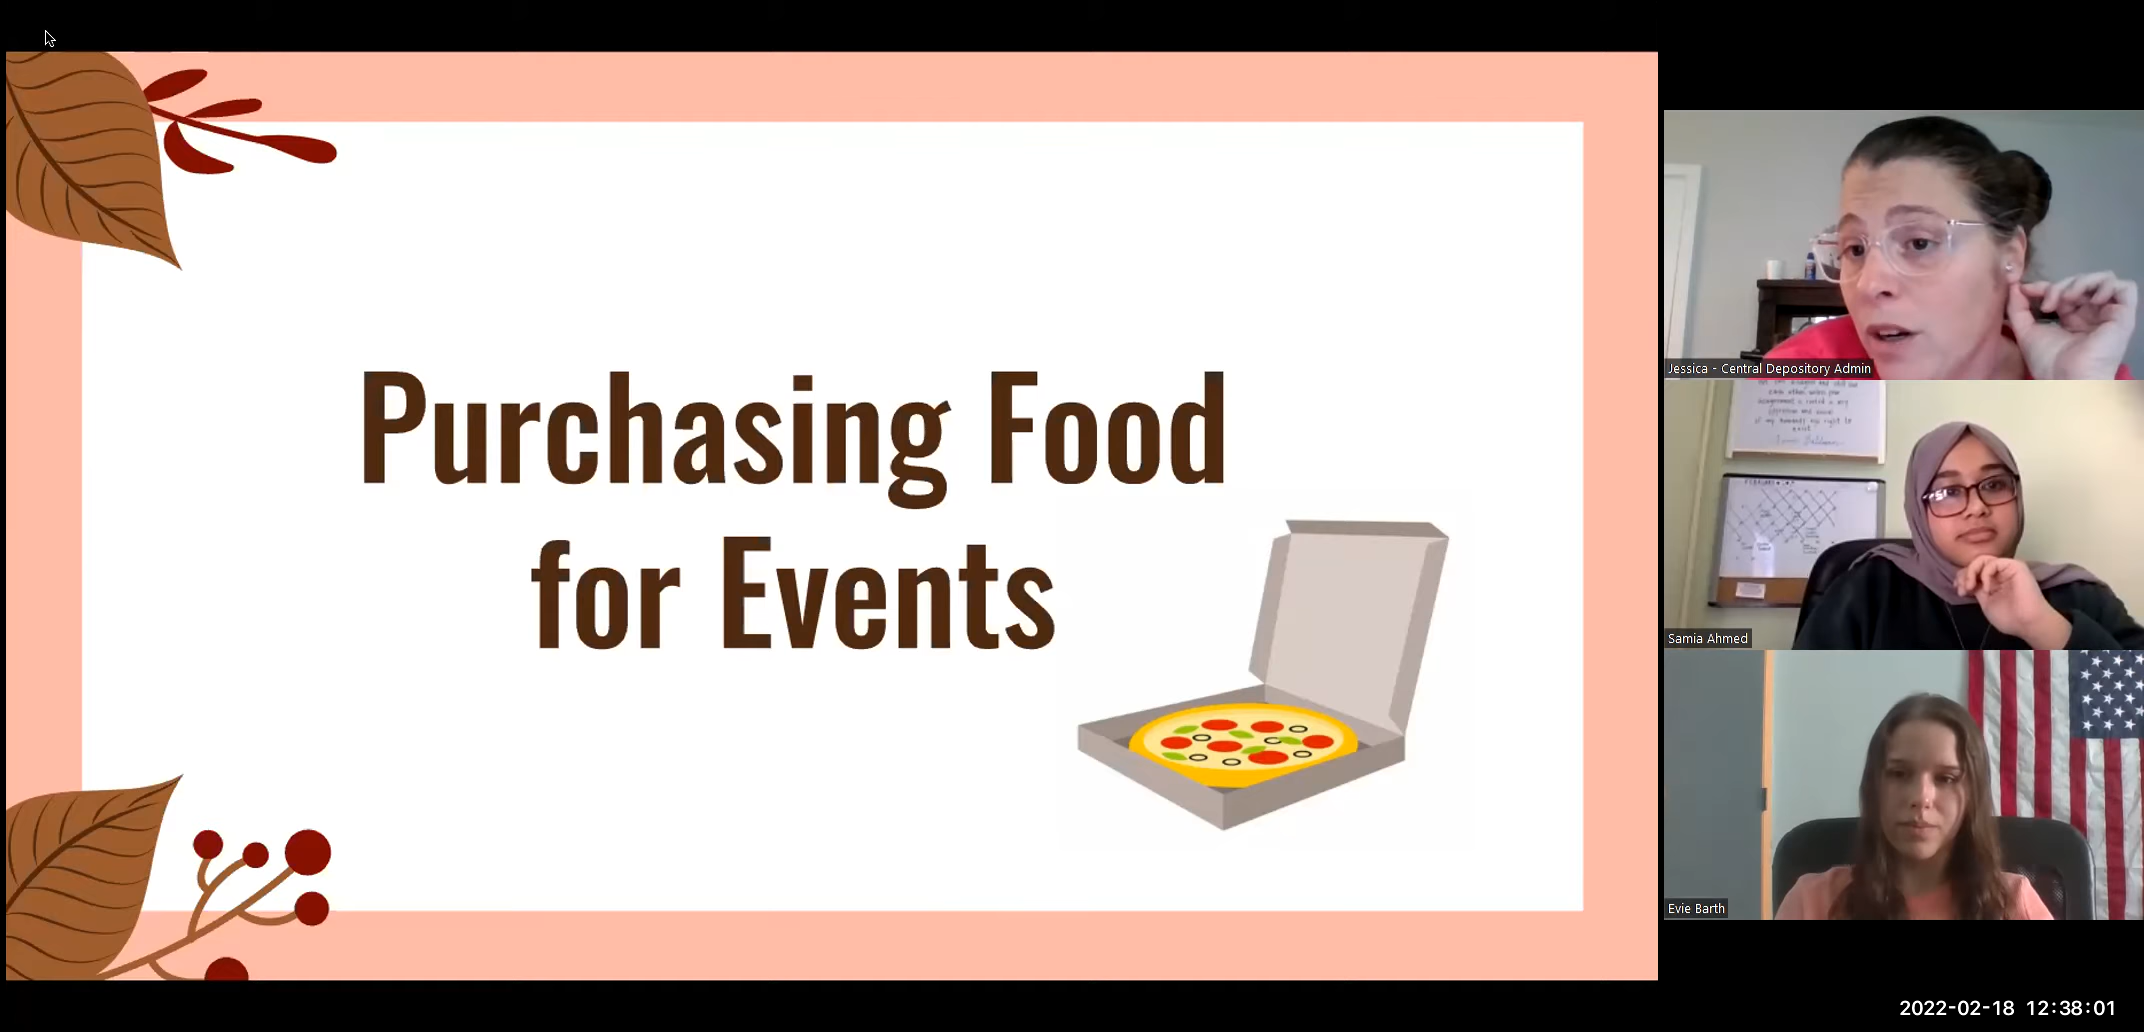 Purchasing Food
for Events
Jessica - Central Depository Admin
Samia Ahmed
Evie Barth
2022-02-18 12:38:01